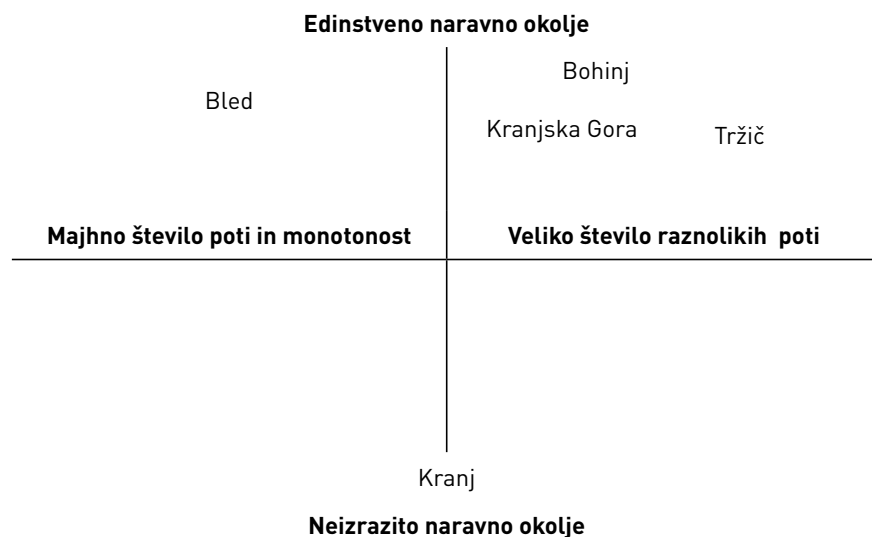 Edinstveno naravno okolje
Bohinj
Bled
Kranjska Gora
Tržič
Majhno število poti in monotonost
Veliko število raznolikih poti
Kranj
Neizrazito naravno okolje